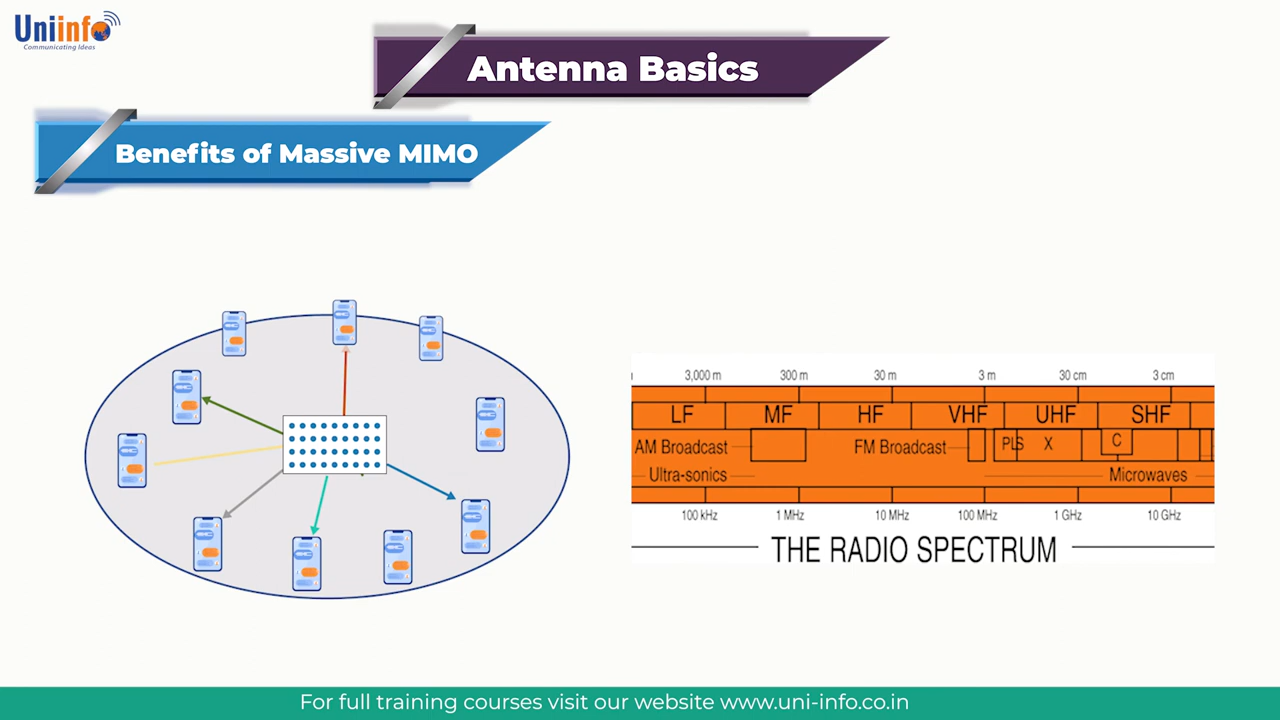 Uniinfo
Communicating Ideas
Antenna Basics
Benefits of Massive MIMO
3,000 m 300 m 30 m 3 m 30 cm 3 cm
LF MF HF VHF UHF SHF
AM Broadcast FM Broadcast PLS X C
Ultra-sonics Microwaves
100 kHz 1 MHz 10 MHz 100 MHz 1 GHz 10 GHz
THE RADIO SPECTRUM
For full training courses visit our website www.uni-info.co.in